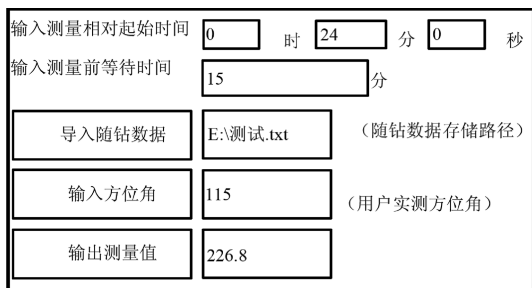 输入测量相对起始时间 0 时 24 分 0 秒
输入测量前等待时间 15 分
导入随钻数据 E:\测试.txt （随钻数据存储路径）
输入方位角 115 （用户实测方位角）
输出测量值 226.8